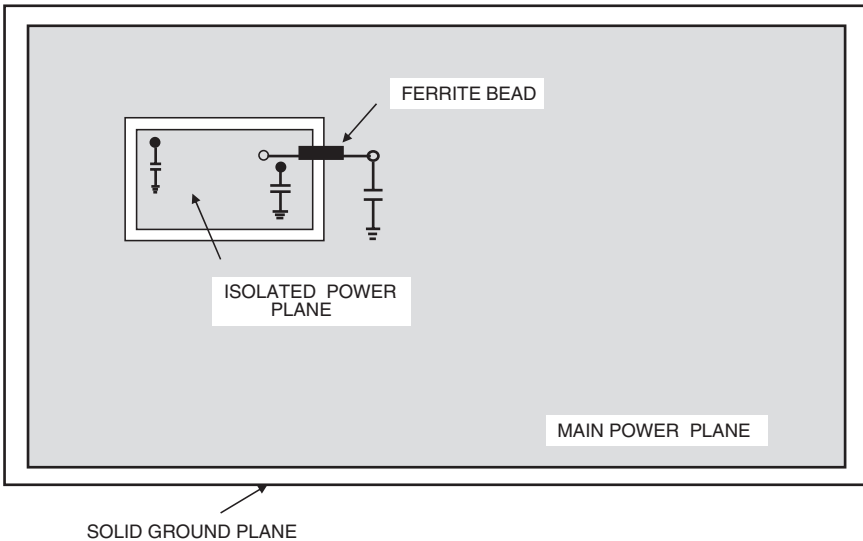 FERRITE BEAD
ISOLATED POWER
PLANE
MAIN POWER PLANE
SOLID GROUND PLANE